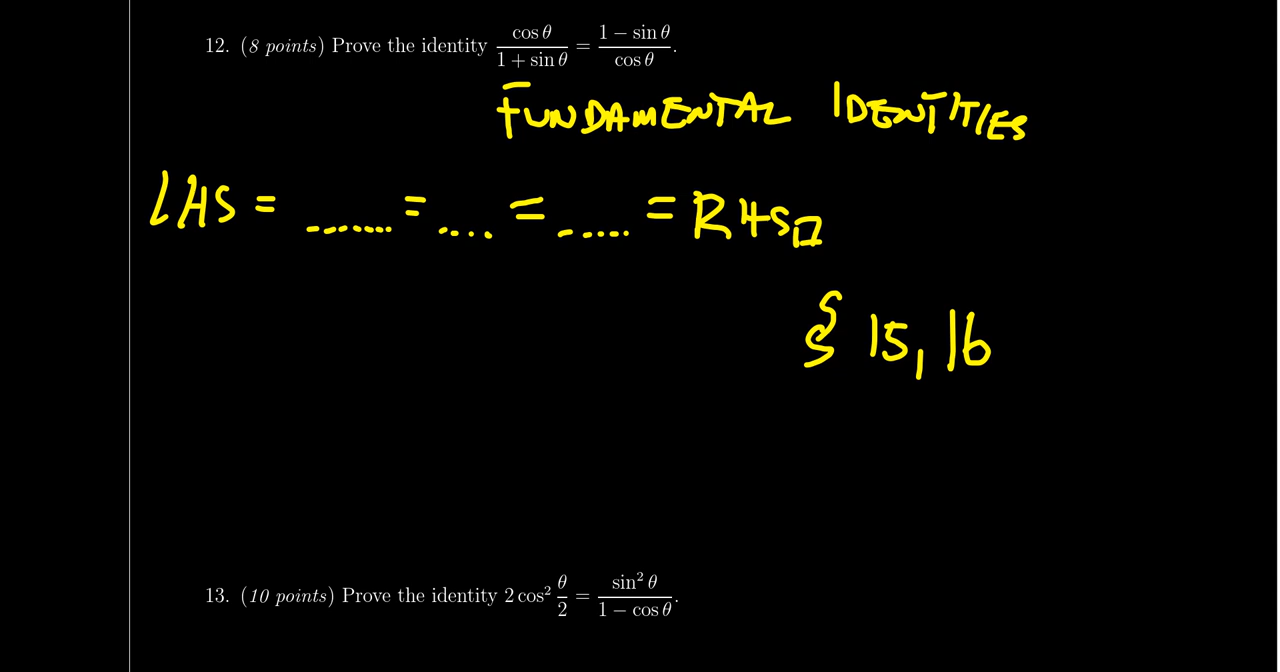 12. (8 points) Prove the identity cos θ / (1 + sin θ) = (1 − sin θ) / cos θ.
FUNDAMENTAL IDENTITIES
LHS = ....... = .... = ..... = RHS□
§ 15, 16
13. (10 points) Prove the identity 2 cos² θ/2 = sin² θ / (1 − cos θ).